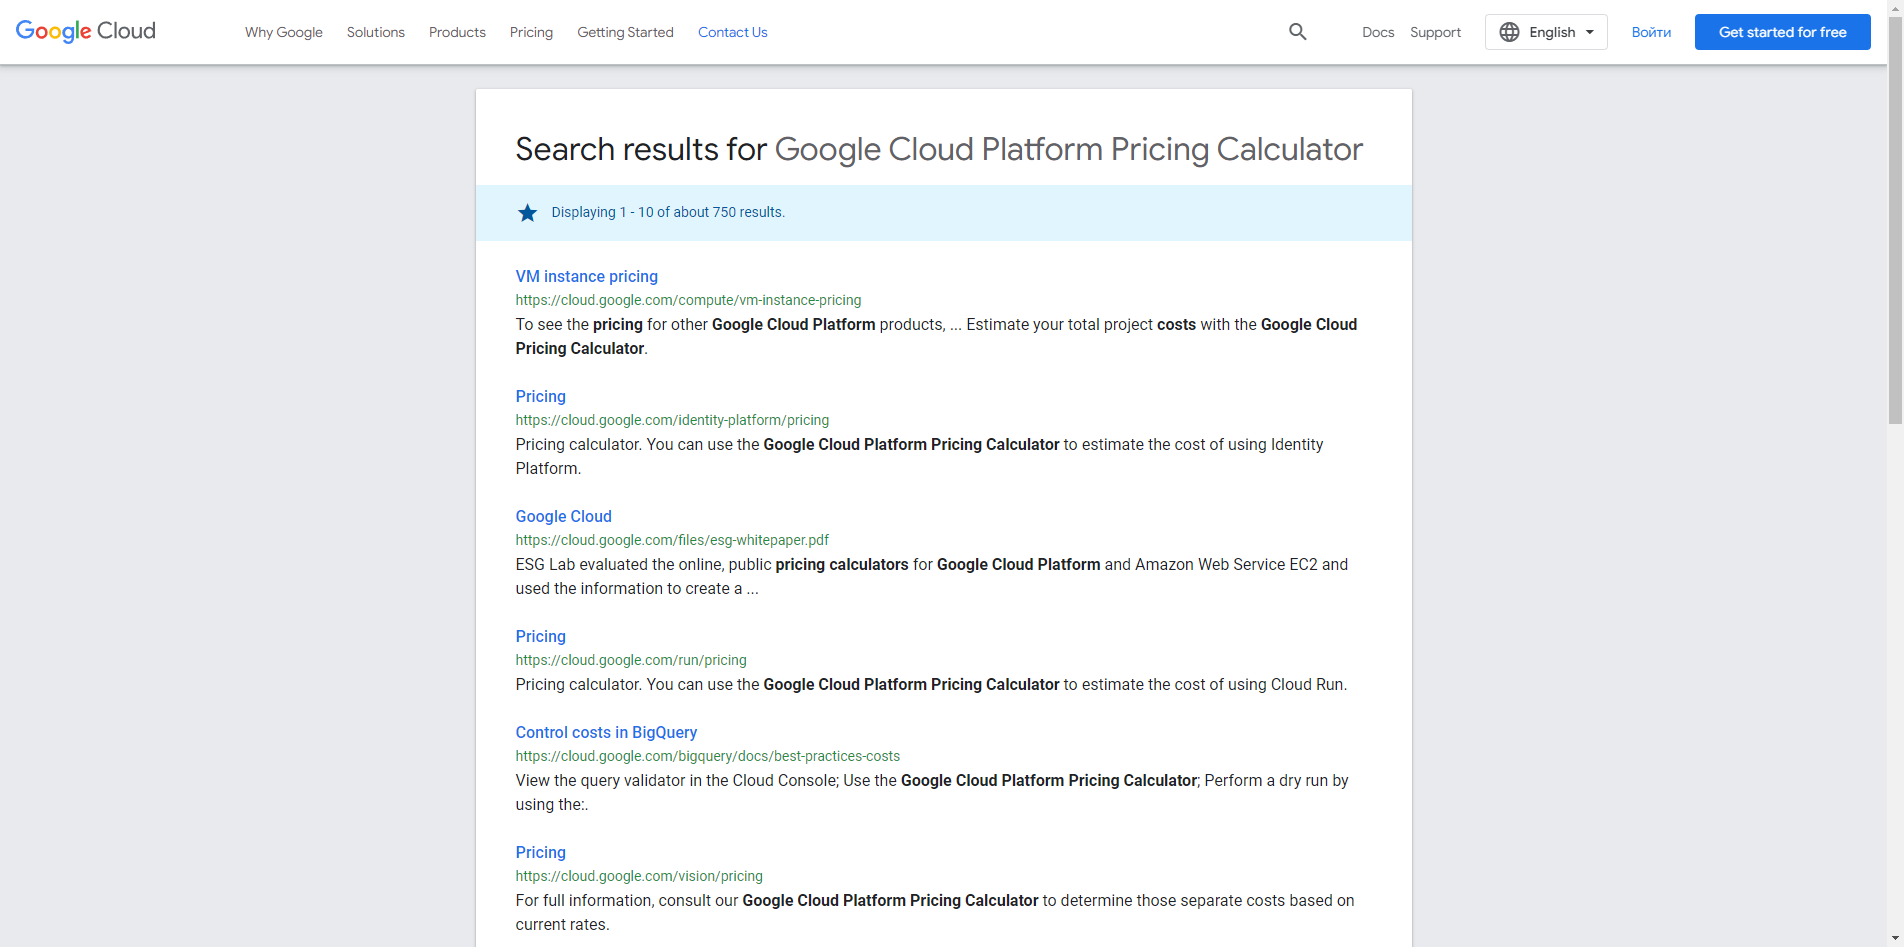 Google Cloud
Why Google
Solutions
Products
Pricing
Getting Started
Contact Us
Docs
Support
English
Войти
Get started for free
Search results for Google Cloud Platform Pricing Calculator
Displaying 1 - 10 of about 750 results.
VM instance pricing
https://cloud.google.com/compute/vm-instance-pricing
To see the pricing for other Google Cloud Platform products, ... Estimate your total project costs with the Google Cloud
Pricing Calculator.
Pricing
https://cloud.google.com/identity-platform/pricing
Pricing calculator. You can use the Google Cloud Platform Pricing Calculator to estimate the cost of using Identity
Platform.
Google Cloud
https://cloud.google.com/files/esg-whitepaper.pdf
ESG Lab evaluated the online, public pricing calculators for Google Cloud Platform and Amazon Web Service EC2 and
used the information to create a ...
Pricing
https://cloud.google.com/run/pricing
Pricing calculator. You can use the Google Cloud Platform Pricing Calculator to estimate the cost of using Cloud Run.
Control costs in BigQuery
https://cloud.google.com/bigquery/docs/best-practices-costs
View the query validator in the Cloud Console; Use the Google Cloud Platform Pricing Calculator; Perform a dry run by
using the:.
Pricing
https://cloud.google.com/vision/pricing
For full information, consult our Google Cloud Platform Pricing Calculator to determine those separate costs based on
current rates.